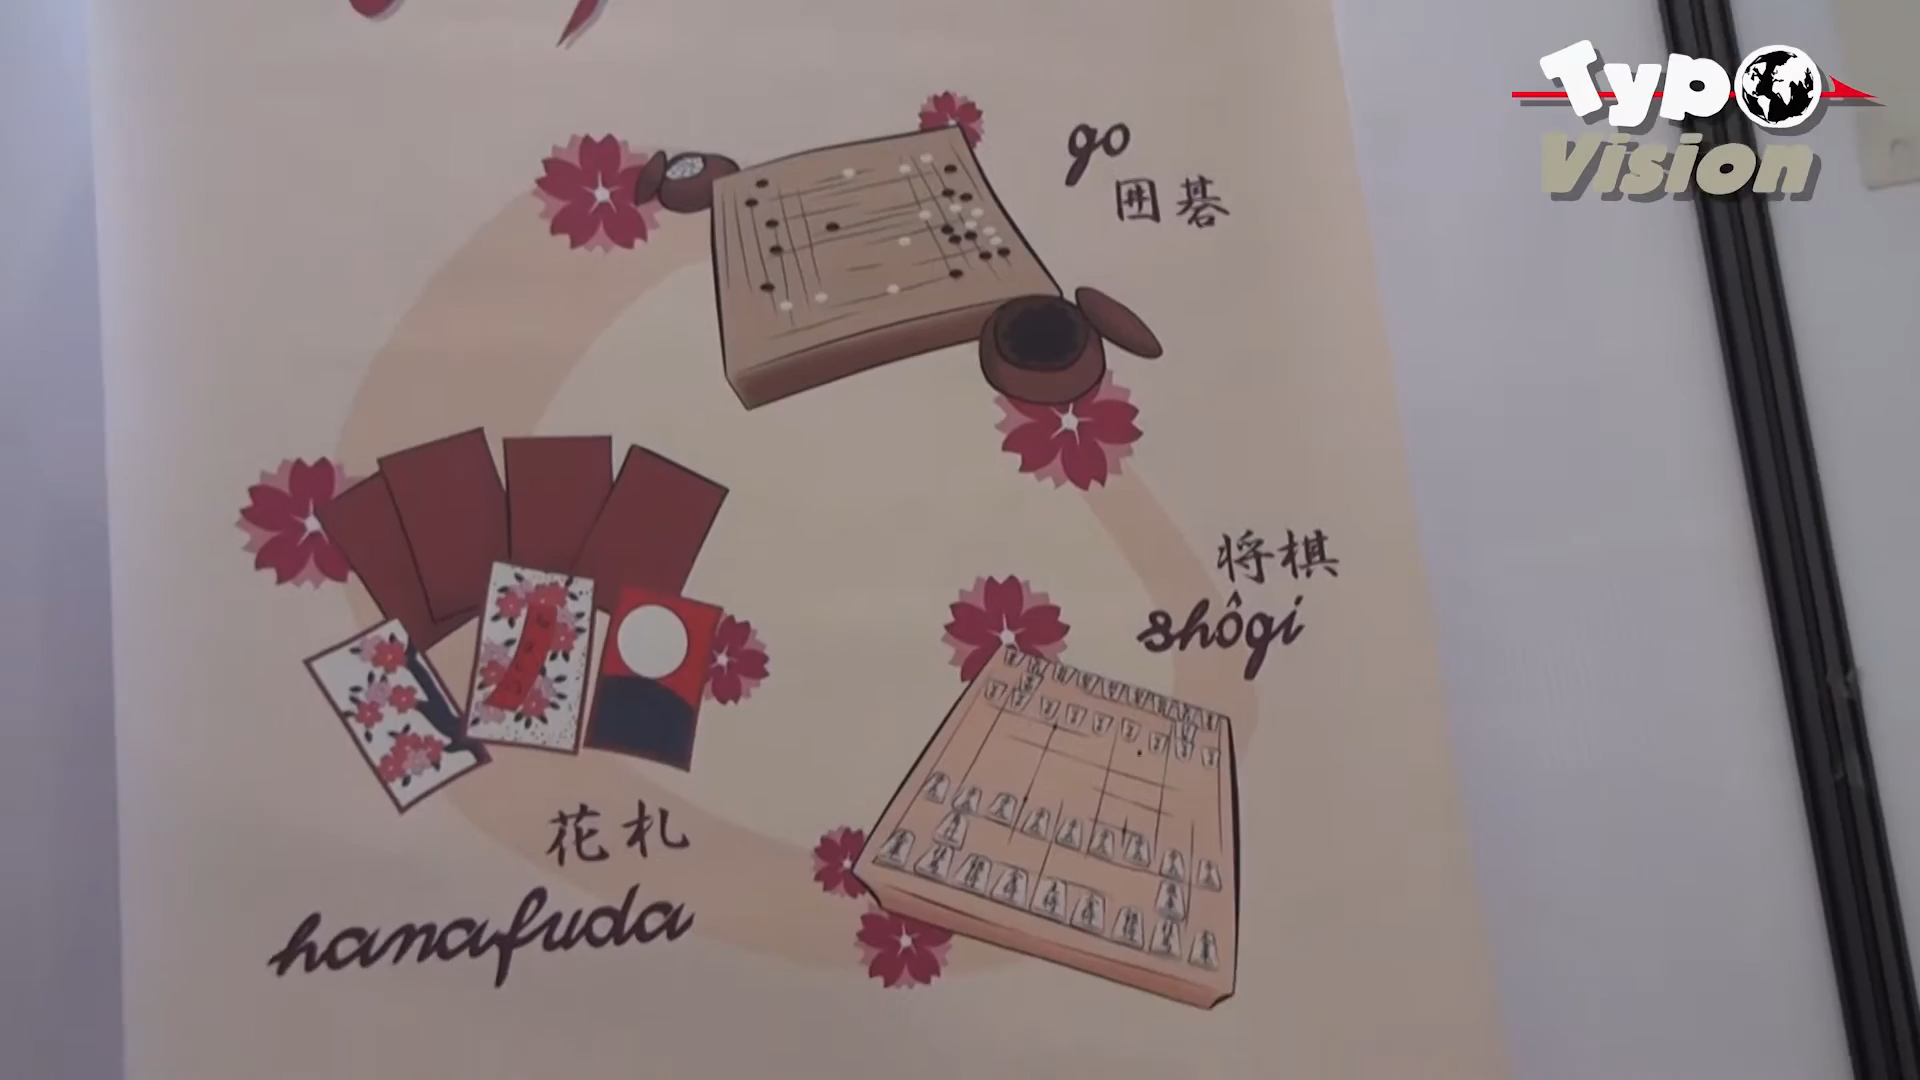 Typo
Vision
go
囲碁
将棋
shôgi
花札
hanafuda